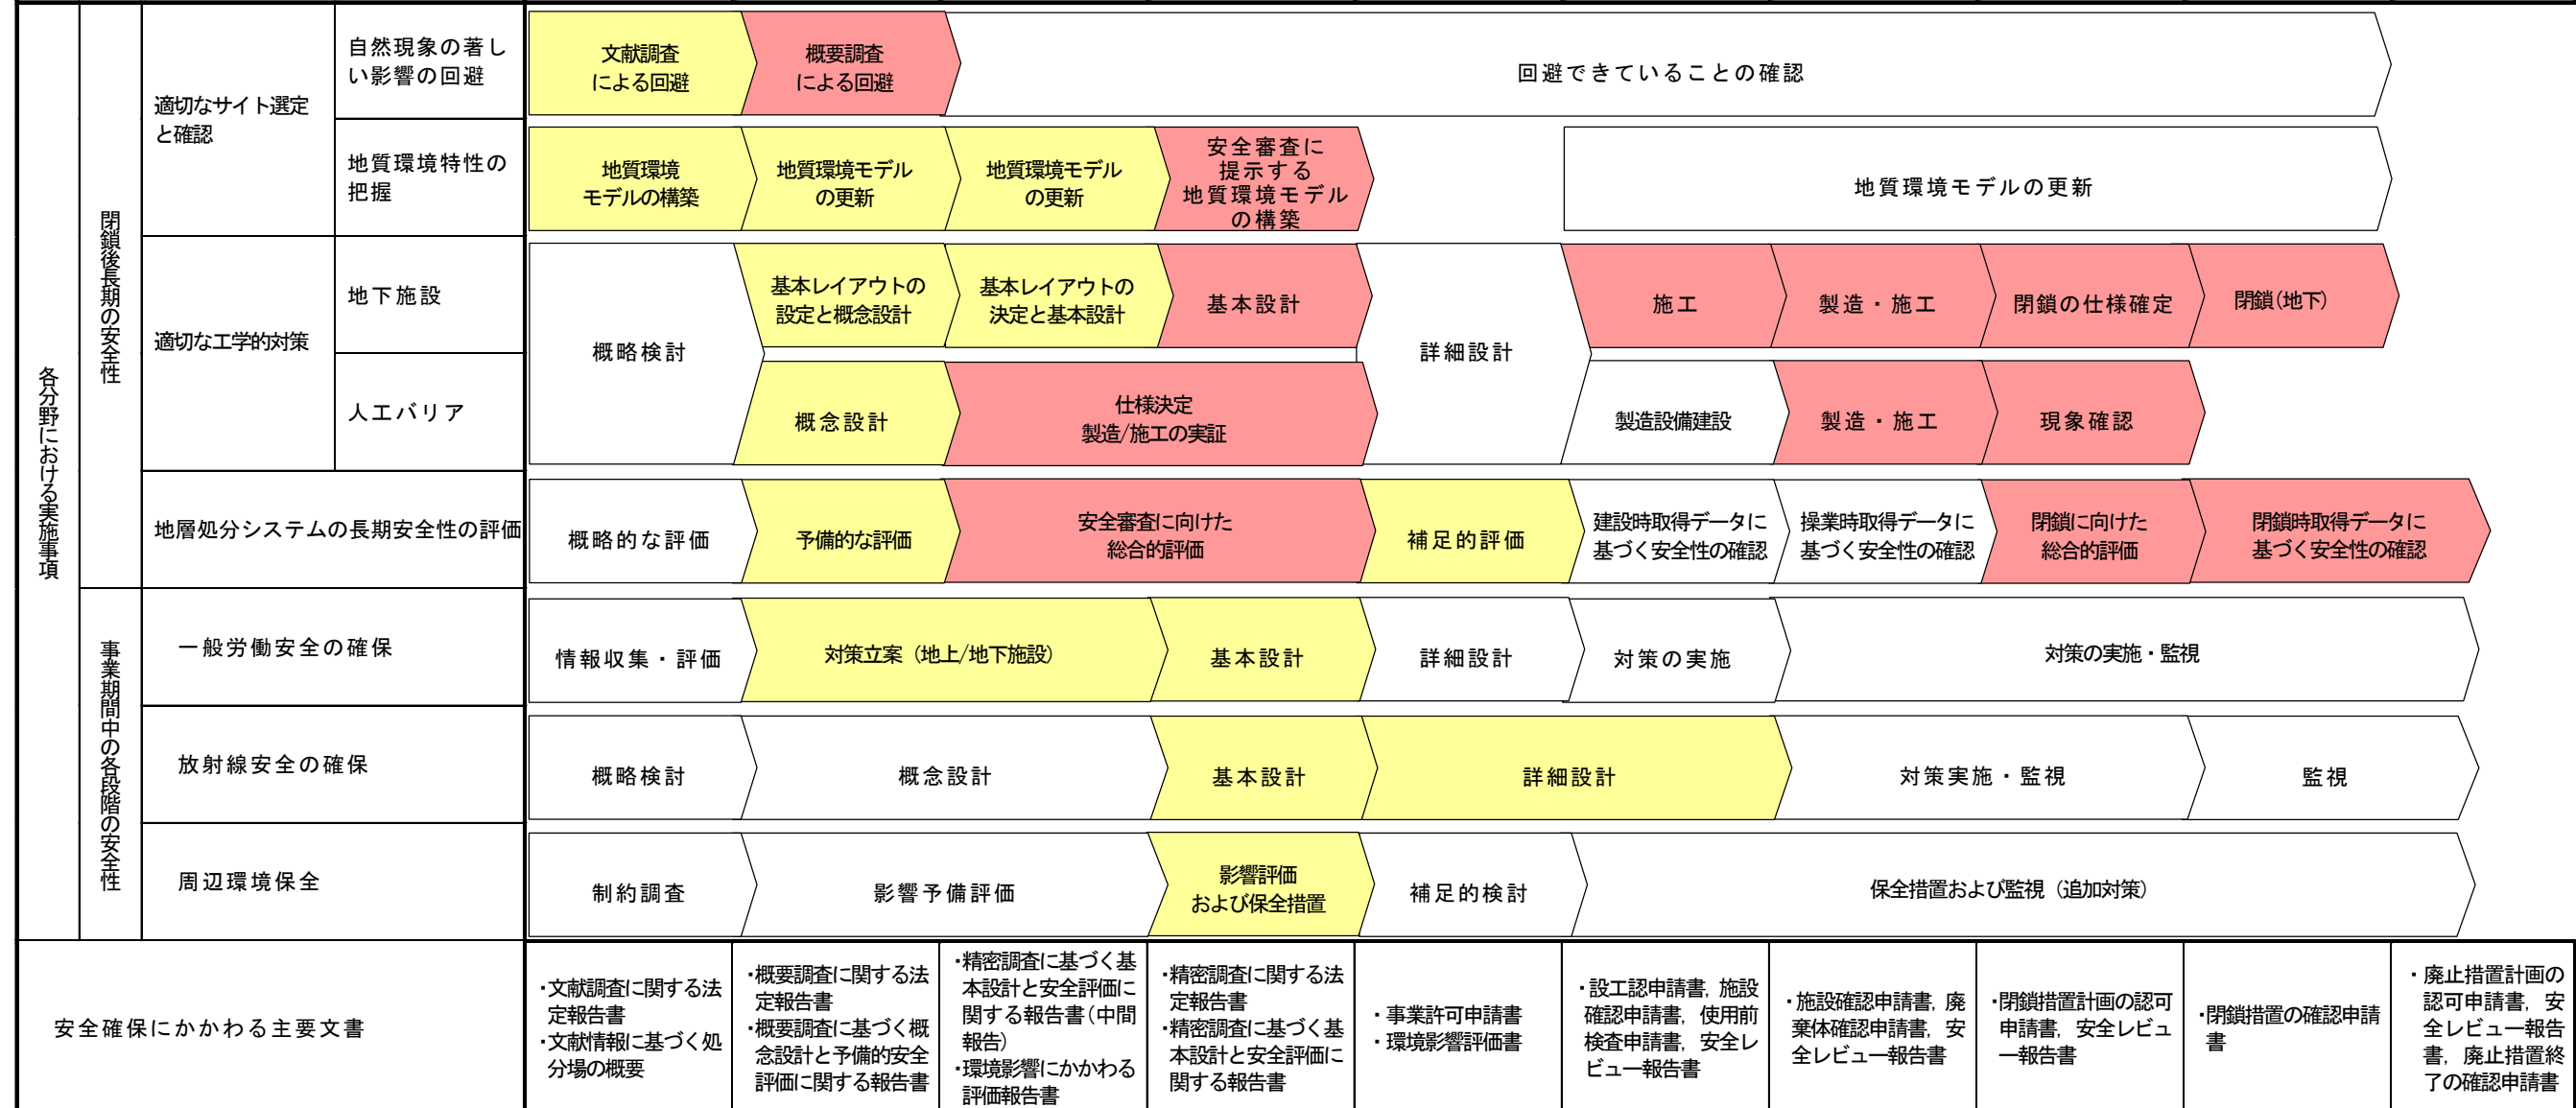 各分野における実施事項
閉鎖後長期の安全性
適切なサイト選定
と確認
自然現象の著し
い影響の回避
文献調査
による回避
概要調査
による回避
回避できていることの確認
地質環境特性の
把握
地質環境
モデルの構築
地質環境モデル
の更新
地質環境モデル
の更新
安全審査に
提示する
地質環境モデル
の構築
地質環境モデルの更新
適切な工学的対策
地下施設
概略検討
基本レイアウトの
設定と概念設計
基本レイアウトの
決定と基本設計
基本設計
詳細設計
施工
製造・施工
閉鎖の仕様確定
閉鎖(地下)
人工バリア
概念設計
仕様決定
製造/施工の実証
製造設備建設
製造・施工
現象確認
地層処分システムの長期安全性の評価
概略的な評価
予備的な評価
安全審査に向けた
総合的評価
補足的評価
建設時取得データに
基づく安全性の確認
操業時取得データに
基づく安全性の確認
閉鎖に向けた
総合的評価
閉鎖時取得データに
基づく安全性の確認
事業期間中の各段階の安全性
一般労働安全の確保
情報収集・評価
対策立案（地上/地下施設）
基本設計
詳細設計
対策の実施
対策の実施・監視
放射線安全の確保
概略検討
概念設計
基本設計
詳細設計
対策実施・監視
監視
周辺環境保全
制約調査
影響予備評価
影響評価
および保全措置
補足的検討
保全措置および監視（追加対策）
安全確保にかかわる主要文書
・文献調査に関する法
定報告書
・文献情報に基づく処
分場の概要
・概要調査に関する法
定報告書
・概要調査に基づく概
念設計と予備的安全
評価に関する報告書
・精密調査に基づく基
本設計と安全評価に
関する報告書（中間
報告）
・環境影響にかかわる
評価報告書
・精密調査に関する法
定報告書
・精密調査に基づく基
本設計と安全評価に
関する報告書
・事業許可申請書
・環境影響評価書
・設工認申請書，施設
確認申請書，使用前
検査申請書，安全レ
ビュー報告書
・施設確認申請書，廃
棄体確認申請書，安
全レビュー報告書
・閉鎖措置計画の認可
申請書，安全レビュ
ー報告書
・閉鎖措置の確認申請
書
・廃止措置計画の
認可申請書，安
全レビュー報告
書，廃止措置終
了の確認申請書